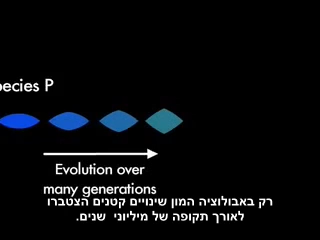 pecies P
Evolution over
many generations
רק באבולוציה המון שינויים קטנים הצטברו
לאורך תקופה של מיליוני  שנים.